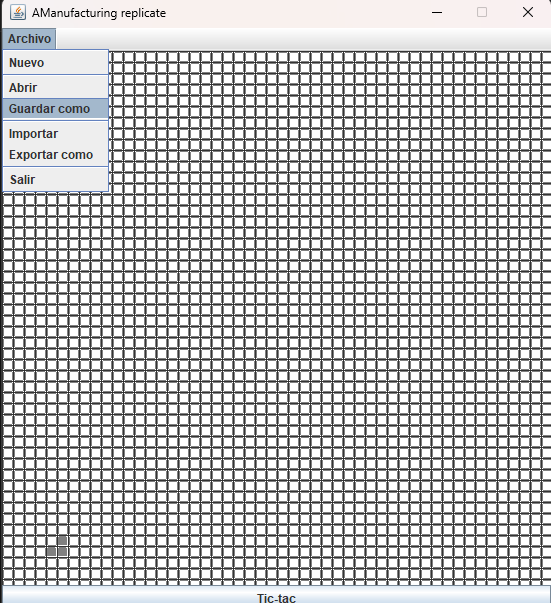 AManufacturing replicate
Archivo
Nuevo
Abrir
Guardar como
Importar
Exportar como
Salir
Tic-tac